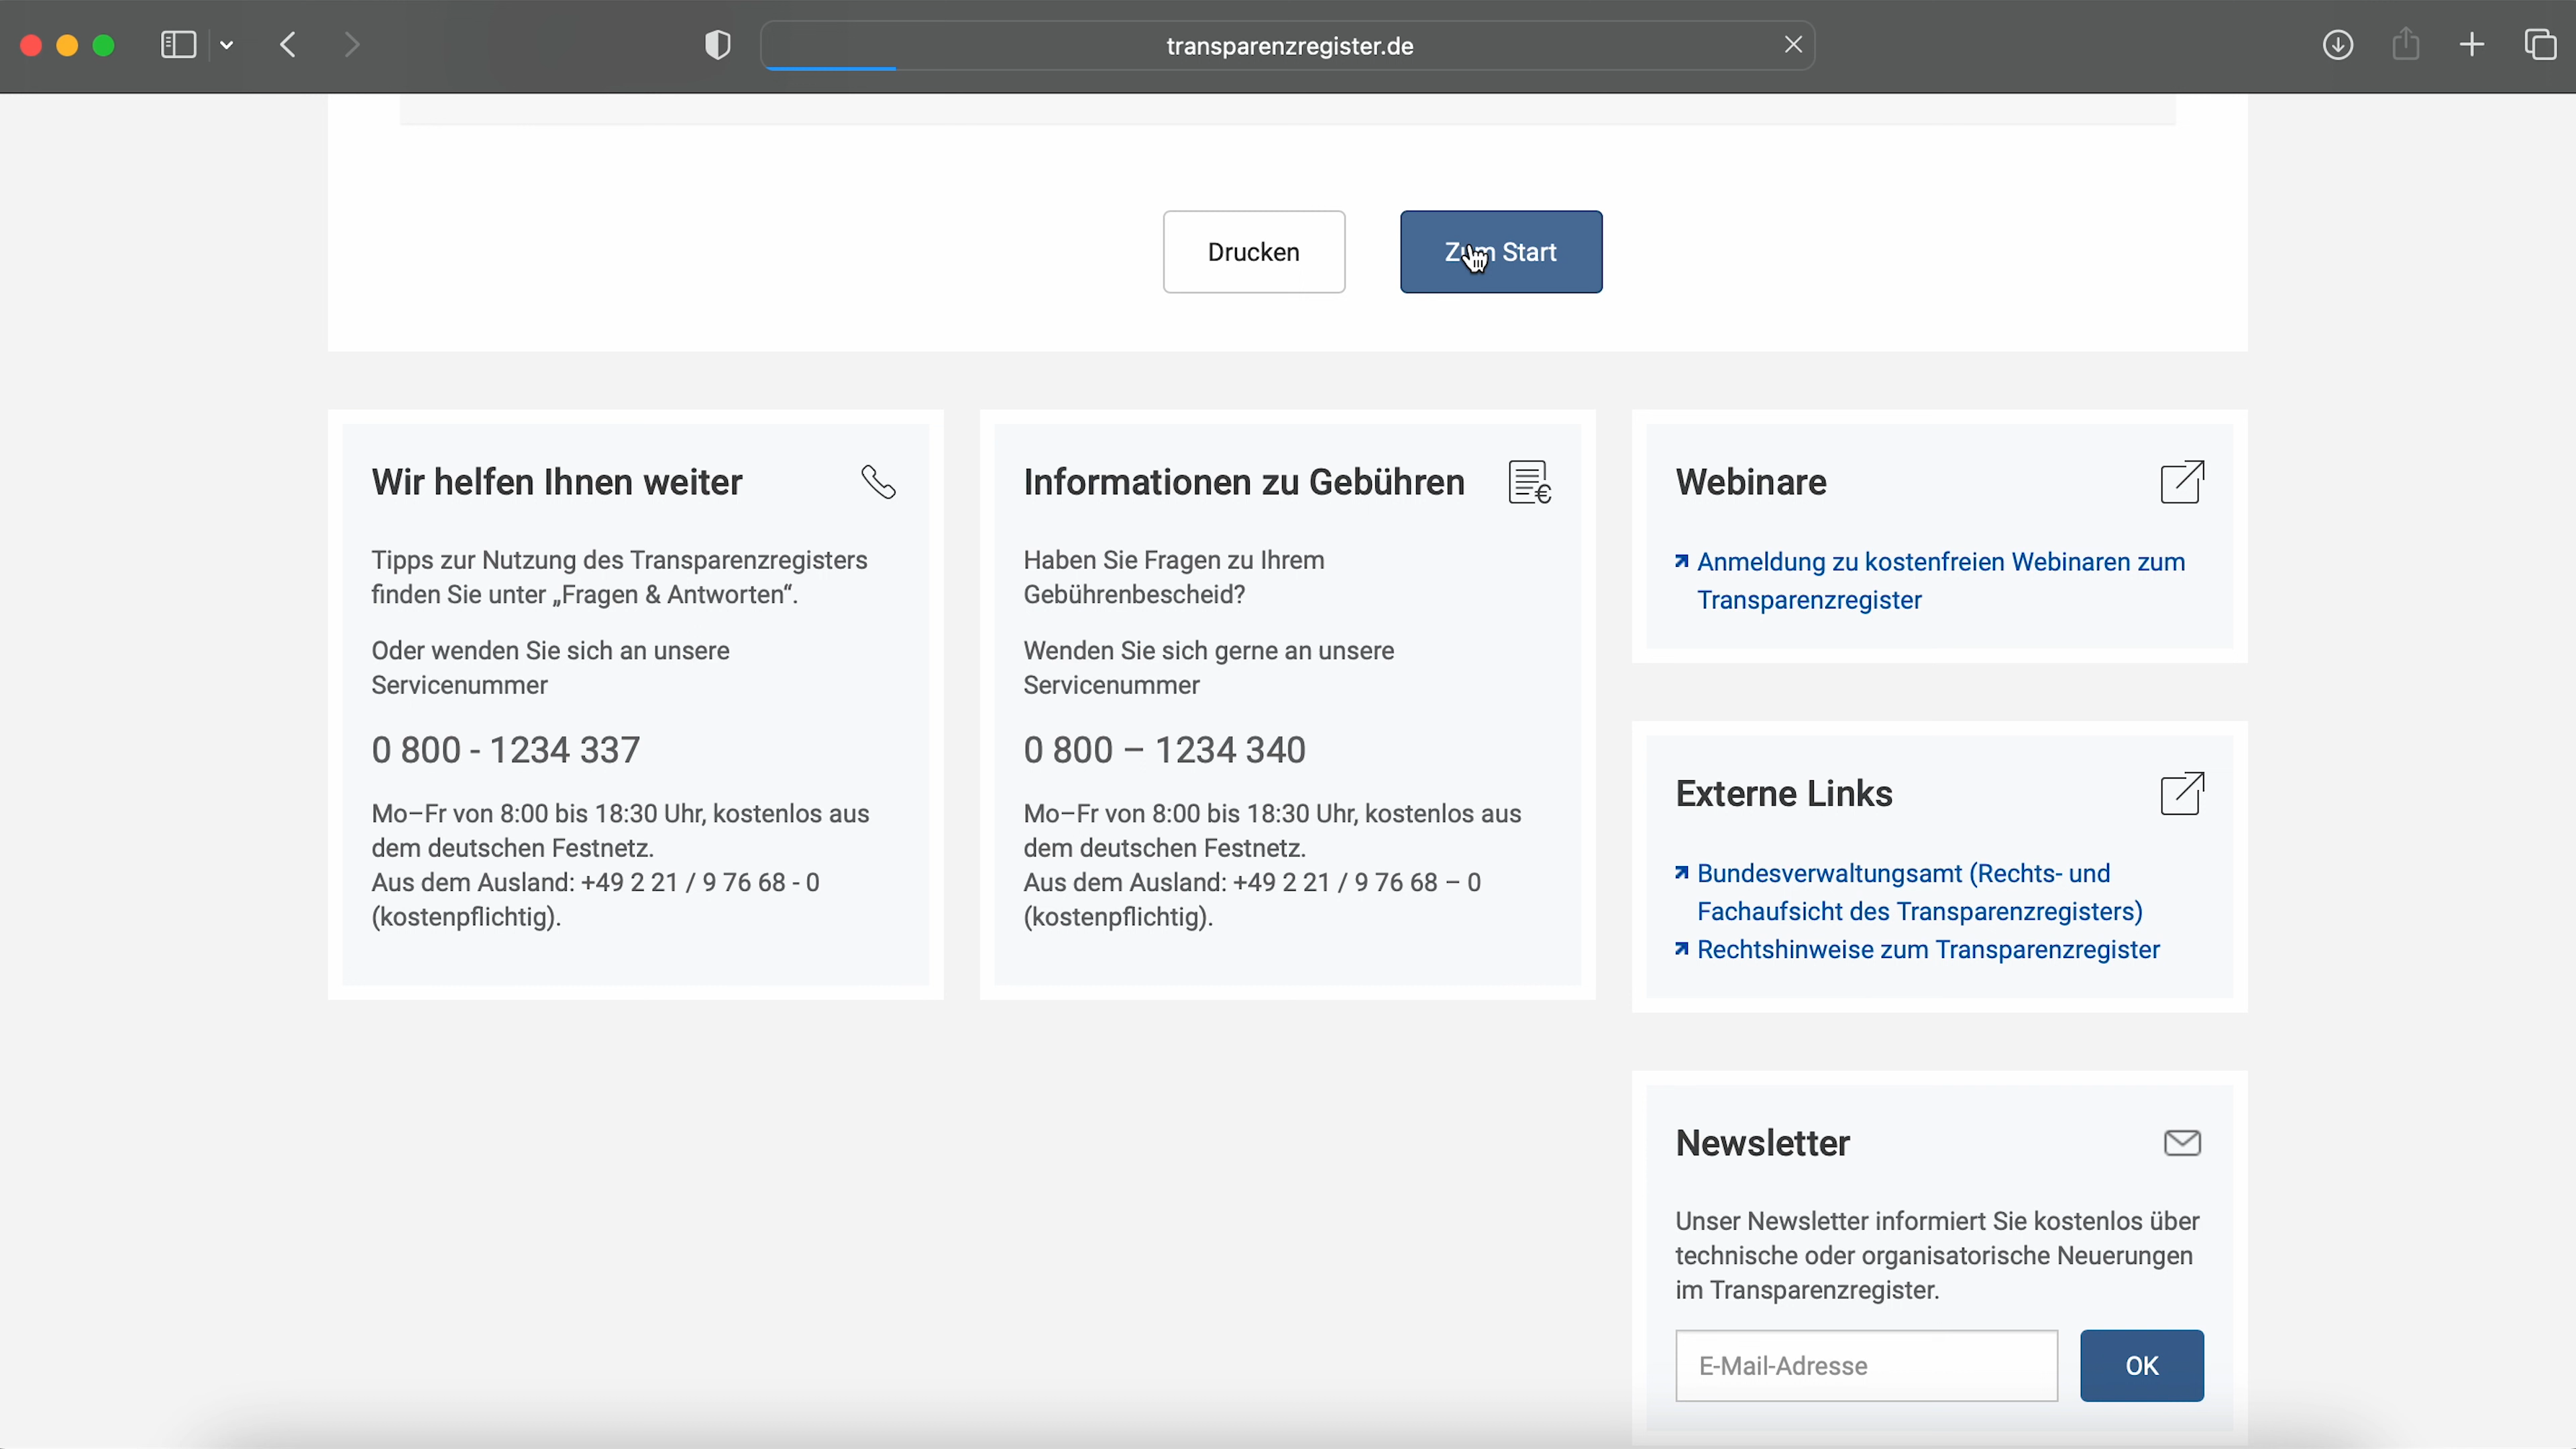 transparenzregister.de
Drucken
Zum Start
Wir helfen Ihnen weiter
Tipps zur Nutzung des Transparenzregisters
finden Sie unter „Fragen & Antworten“.
Oder wenden Sie sich an unsere
Servicenummer
0 800 - 1234 337
Mo–Fr von 8:00 bis 18:30 Uhr, kostenlos aus
dem deutschen Festnetz.
Aus dem Ausland: +49 2 21 / 9 76 68 - 0
(kostenpflichtig).
Informationen zu Gebühren
Haben Sie Fragen zu Ihrem
Gebührenbescheid?
Wenden Sie sich gerne an unsere
Servicenummer
0 800 – 1234 340
Mo–Fr von 8:00 bis 18:30 Uhr, kostenlos aus
dem deutschen Festnetz.
Aus dem Ausland: +49 2 21 / 9 76 68 – 0
(kostenpflichtig).
Webinare
Anmeldung zu kostenfreien Webinaren zum
Transparenzregister
Externe Links
Bundesverwaltungsamt (Rechts- und
Fachaufsicht des Transparenzregisters)
Rechtshinweise zum Transparenzregister
Newsletter
Unser Newsletter informiert Sie kostenlos über
technische oder organisatorische Neuerungen
im Transparenzregister.
E-Mail-Adresse
OK